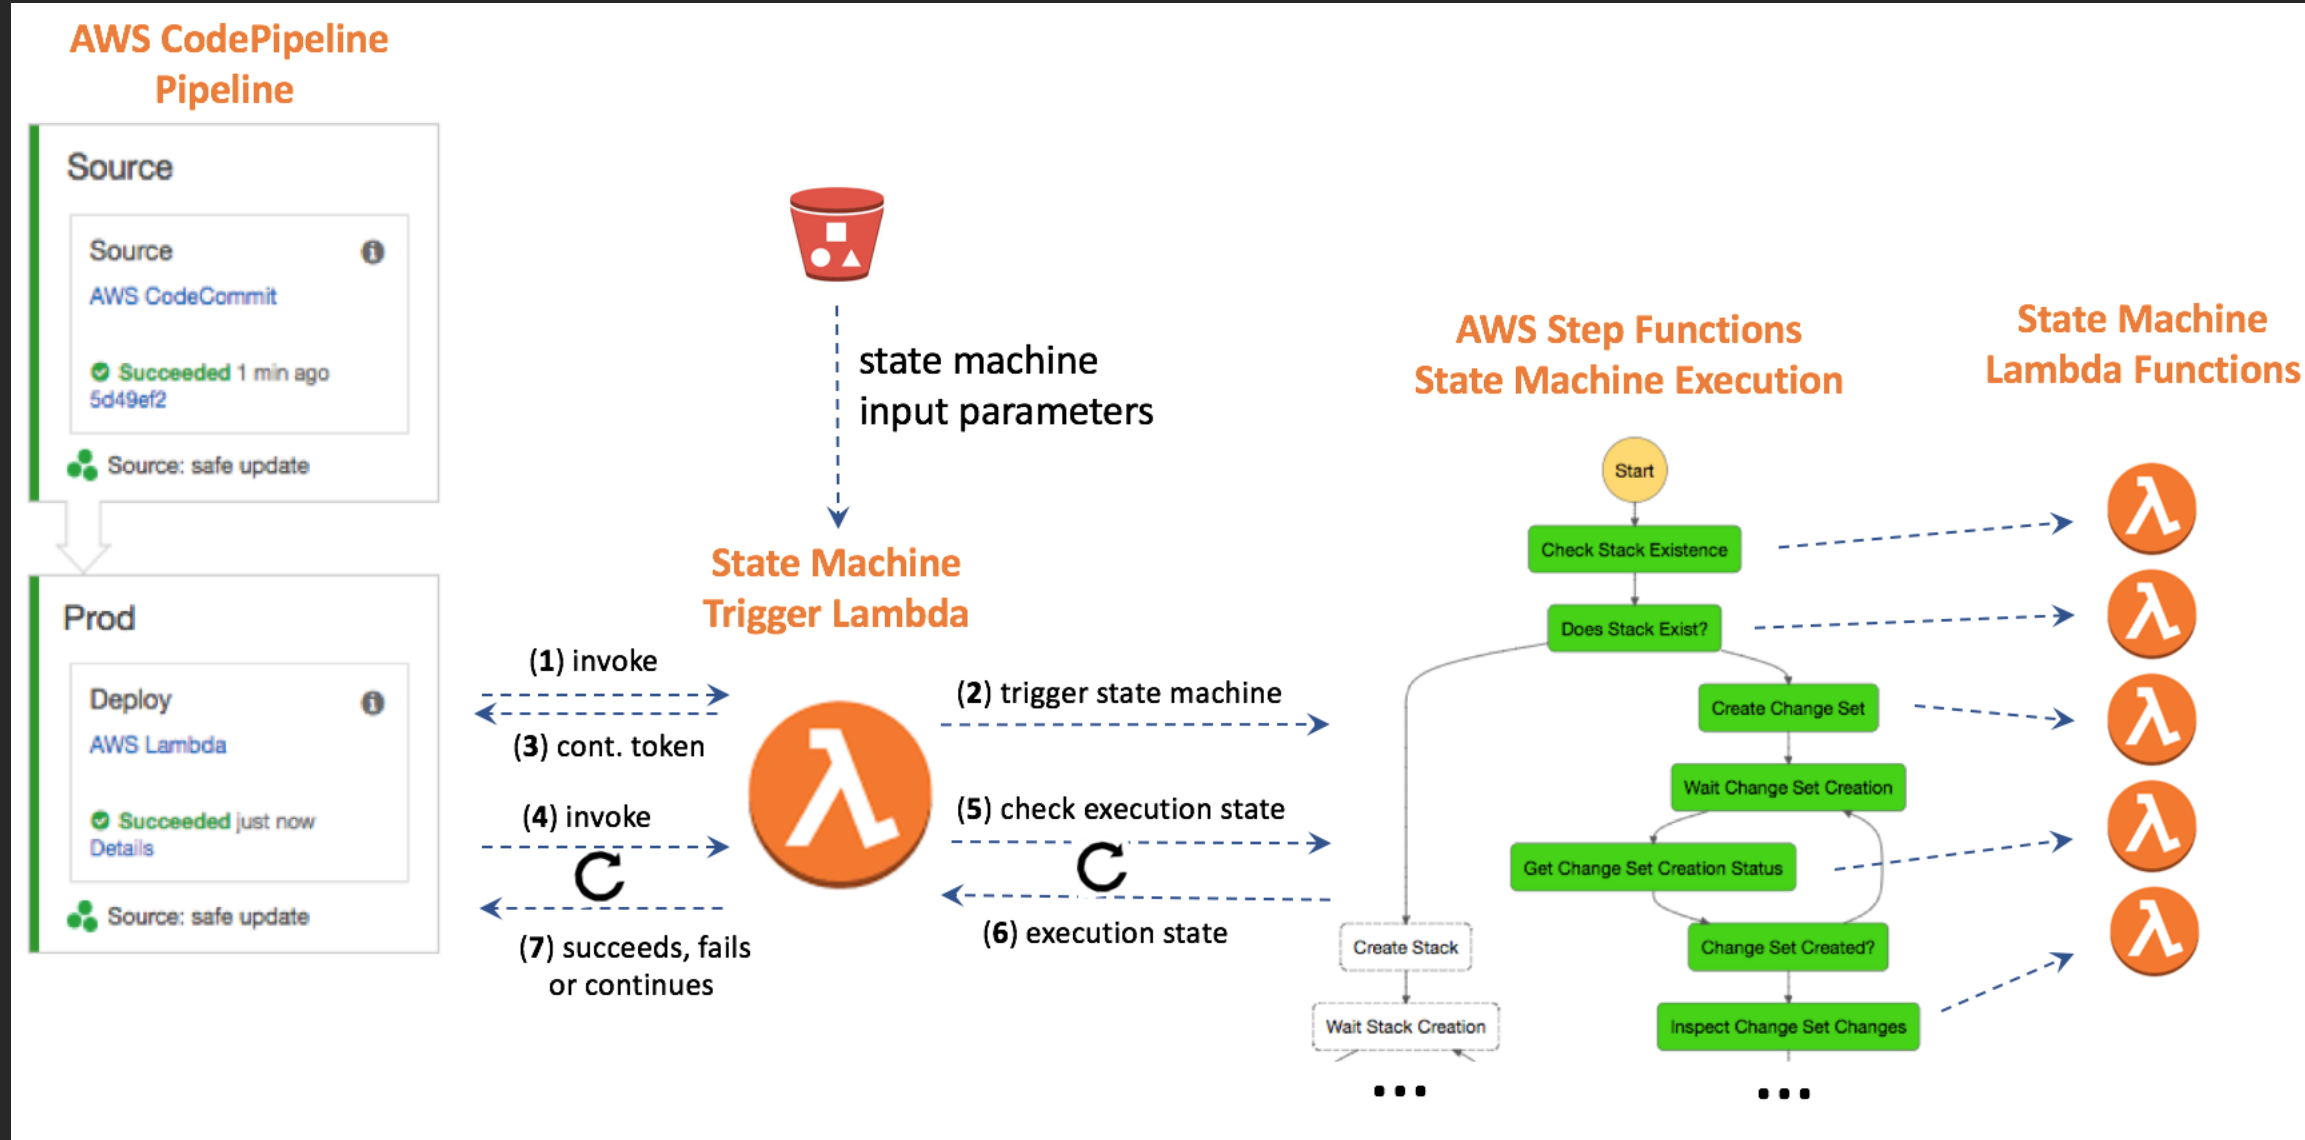 AWS CodePipeline
Pipeline
Source
Source
AWS CodeCommit
Succeeded 1 min ago
5d49ef2
Source: safe update
Prod
Deploy
AWS Lambda
Succeeded just now
Details
Source: safe update
state machine
input parameters
State Machine
Trigger Lambda
(1) invoke
(3) cont. token
(4) invoke
(7) succeeds, fails
or continues
(2) trigger state machine
(5) check execution state
(6) execution state
AWS Step Functions
State Machine Execution
Start
Check Stack Existence
Does Stack Exist?
Create Change Set
Wait Change Set Creation
Get Change Set Creation Status
Change Set Created?
Inspect Change Set Changes
...
Create Stack
Wait Stack Creation
...
State Machine
Lambda Functions